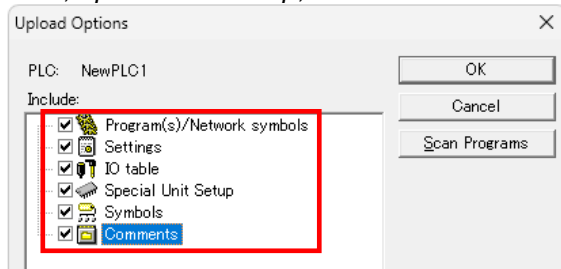 Upload Options
PLC: NewPLC1
OK
Include:
Cancel
Program(s)/Network symbols
Scan Programs
Settings
IO table
Special Unit Setup
Symbols
Comments